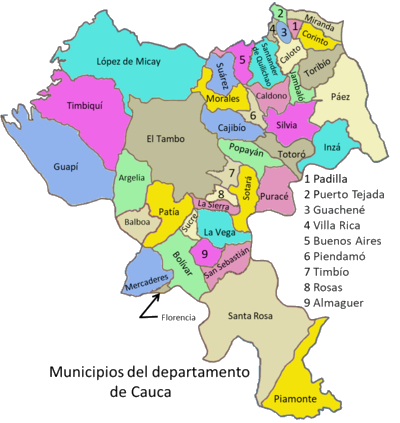 2
Miranda
4
3
1
Corinto
López de Micay
5
Santander
de Quilichao
Caloto
Toribío
Suárez
Jambaló
Páez
Timbiquí
Morales
Caldono
6
Silvia
Cajibío
El Tambo
Inzá
Popayán
Totoró
Guapí
Argelia
7
8
Sotará
Puracé
La Sierra
Patía
Balboa
Sucre
La Vega
9
Bolívar
San Sebastián
Mercaderes
Florencia
Santa Rosa
Piamonte
1 Padilla
2 Puerto Tejada
3 Guachené
4 Villa Rica
5 Buenos Aires
6 Piendamó
7 Timbío
8 Rosas
9 Almaguer
Municipios del departamento
de Cauca